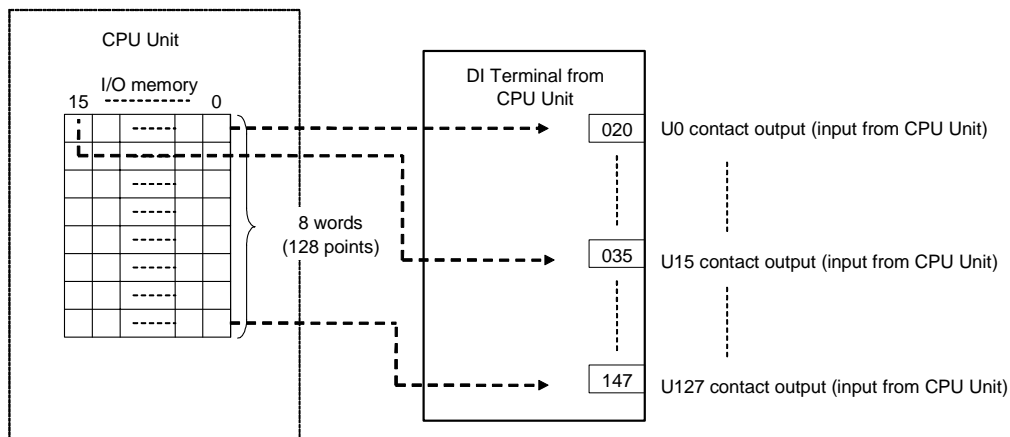 CPU Unit
I/O memory
15
0
8 words
(128 points)
DI Terminal from
CPU Unit
020
U0 contact output (input from CPU Unit)
035
U15 contact output (input from CPU Unit)
147
U127 contact output (input from CPU Unit)